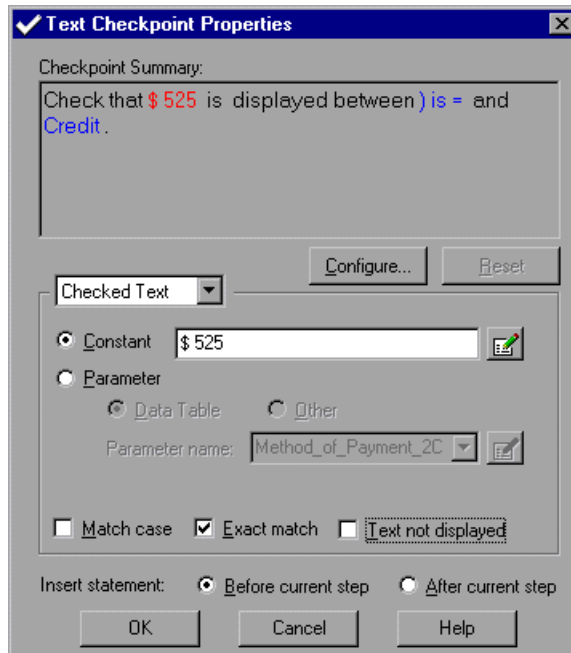 Text Checkpoint Properties
Checkpoint Summary:
Check that $ 525 is displayed between ) is = and
Credit .
Configure... Reset
Checked Text
Constant $ 525
Parameter
Data Table Other
Parameter name: Method_of_Payment_2C
Match case Exact match Text not displayed
Insert statement: Before current step After current step
OK Cancel Help